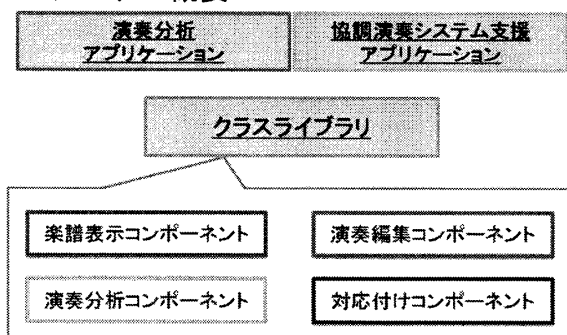 演奏分析
アプリケーション
協調演奏システム支援
アプリケーション
クラスライブラリ
楽譜表示コンポーネント
演奏編集コンポーネント
演奏分析コンポーネント
対応付けコンポーネント